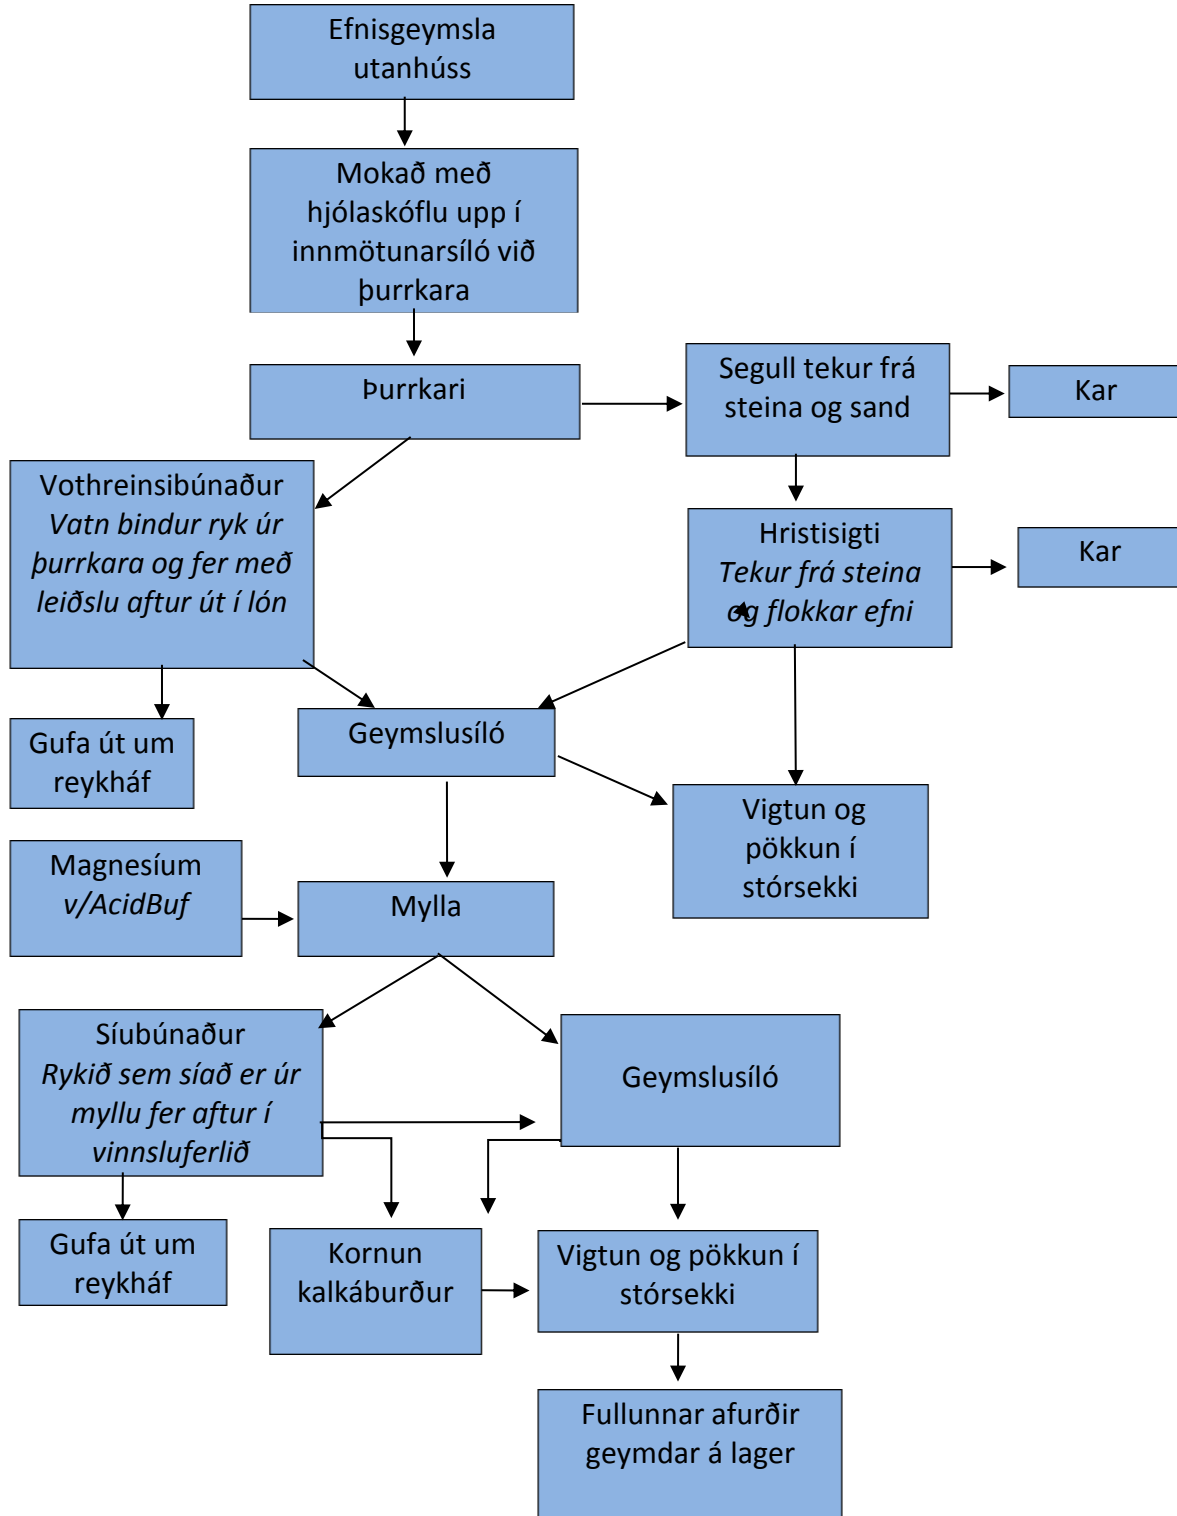 Efnisgeymsla
utanhúss
Mokað með
hjólaskóflu upp í
innmötunarsíló við
þurrkara
Þurrkari
Segull tekur frá
steina og sand
Kar
Vothreinsibúnaður
Vatn bindur ryk úr
þurrkara og fer með
leiðslu aftur út í lón
Hristisigti
Tekur frá steina
og flokkar efni
Kar
Gufa út um
reykháf
Geymslusíló
Vigtun og
pökkun í
stórsekki
Magnesíum
v/AcidBuf
Mylla
Síubúnaður
Rykið sem síað er úr
myllu fer aftur í
vinnsluferlið
Geymslusíló
Gufa út um
reykháf
Kornun
kalkáburður
Vigtun og pökkun í
stórsekki
Fullunnar afurðir
geymdar á lager